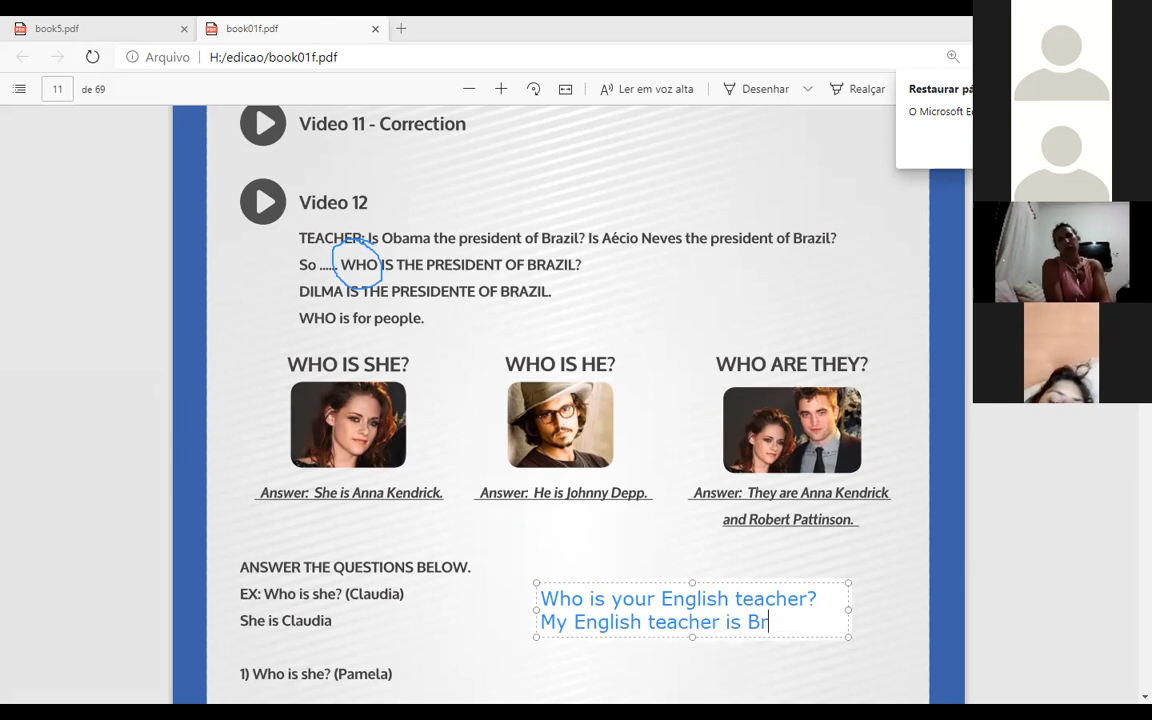 book5.pdf
book01f.pdf
Arquivo
H:/edicao/book01f.pdf
11
de 69
Ler em voz alta
Desenhar
Realçar
Restaurar pá
O Microsoft Ed
Video 11 - Correction
Video 12
TEACHER: Is Obama the president of Brazil? Is Aécio Neves the president of Brazil?
So ...... WHO IS THE PRESIDENT OF BRAZIL?
DILMA IS THE PRESIDENTE OF BRAZIL.
WHO is for people.
WHO IS SHE?
WHO IS HE?
WHO ARE THEY?
Answer: She is Anna Kendrick.
Answer: He is Johnny Depp.
Answer: They are Anna Kendrick
and Robert Pattinson.
ANSWER THE QUESTIONS BELOW.
EX: Who is she? (Claudia)
She is Claudia
Who is your English teacher?
My English teacher is Br
1) Who is she? (Pamela)